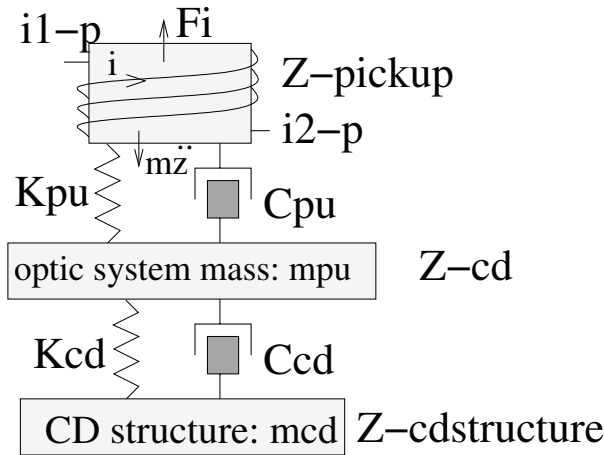 i1−p
Fi
i
Z−pickup
i2−p
mz̈
Kpu
Cpu
optic system mass: mpu
Z−cd
Kcd
Ccd
CD structure: mcd
Z−cdstructure